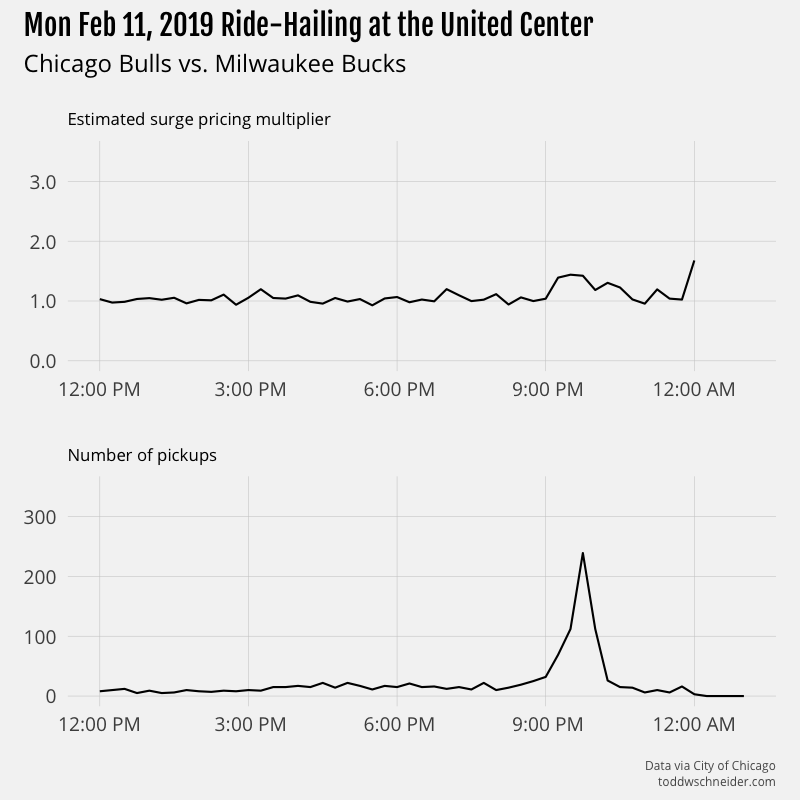 Mon Feb 11, 2019 Ride-Hailing at the United Center
Chicago Bulls vs. Milwaukee Bucks
Estimated surge pricing multiplier
3.0
2.0
1.0
0.0
12:00 PM 3:00 PM 6:00 PM 9:00 PM 12:00 AM
Number of pickups
300
200
100
0
12:00 PM 3:00 PM 6:00 PM 9:00 PM 12:00 AM
Data via City of Chicago
toddwschneider.com